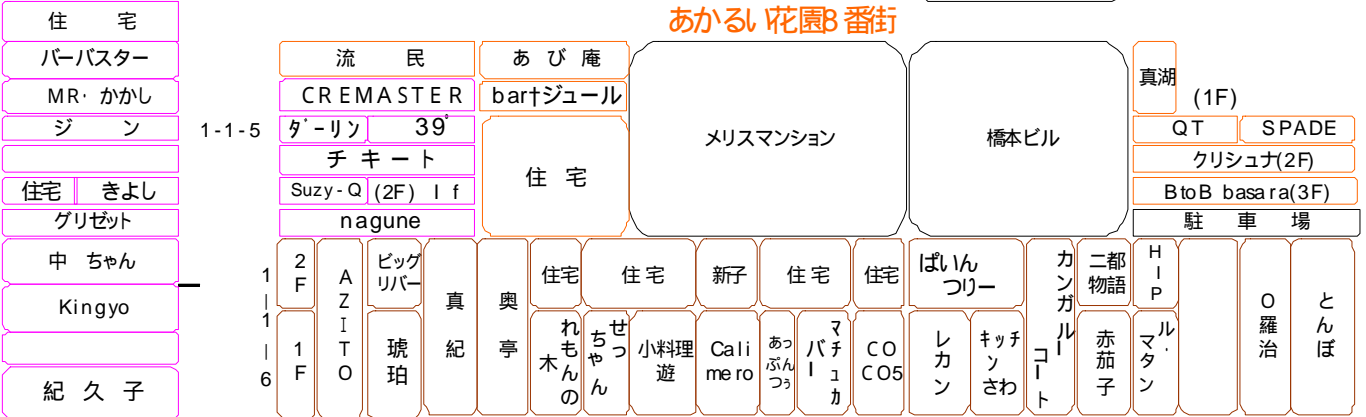 あかるい花園8番街
住宅
バーバスター
MR・かかし
ジン
住宅
きよし
グリゼット
中ちゃん
Kingyo
紀久子
1-1-5
流民
CREMASTER
ダーリン
39°
チキート
Suzy-Q
(2F) If
nagune
あび庵
bar†ジュール
住宅
メリスマンション
橋本ビル
真湖
(1F)
QT
SPADE
クリシュナ(2F)
BtoB basara(3F)
駐車場
1|1|6
2F
1F
AZITO
ビッグ
リバー
琥珀
真紀
奥亭
住宅
れもんの
木
住宅
せっ
ちゃん
小料理
遊
新子
Cali
mero
住宅
あっ
ぷん
つぅ
マチュカ
バー
住宅
CO
CO5
ぱいん
つりー
レカン
キッチ
ン
さわ
カンガルー
コート
二都
物語
赤茄子
HIP
ル・
マタン
O羅治
とんぼ